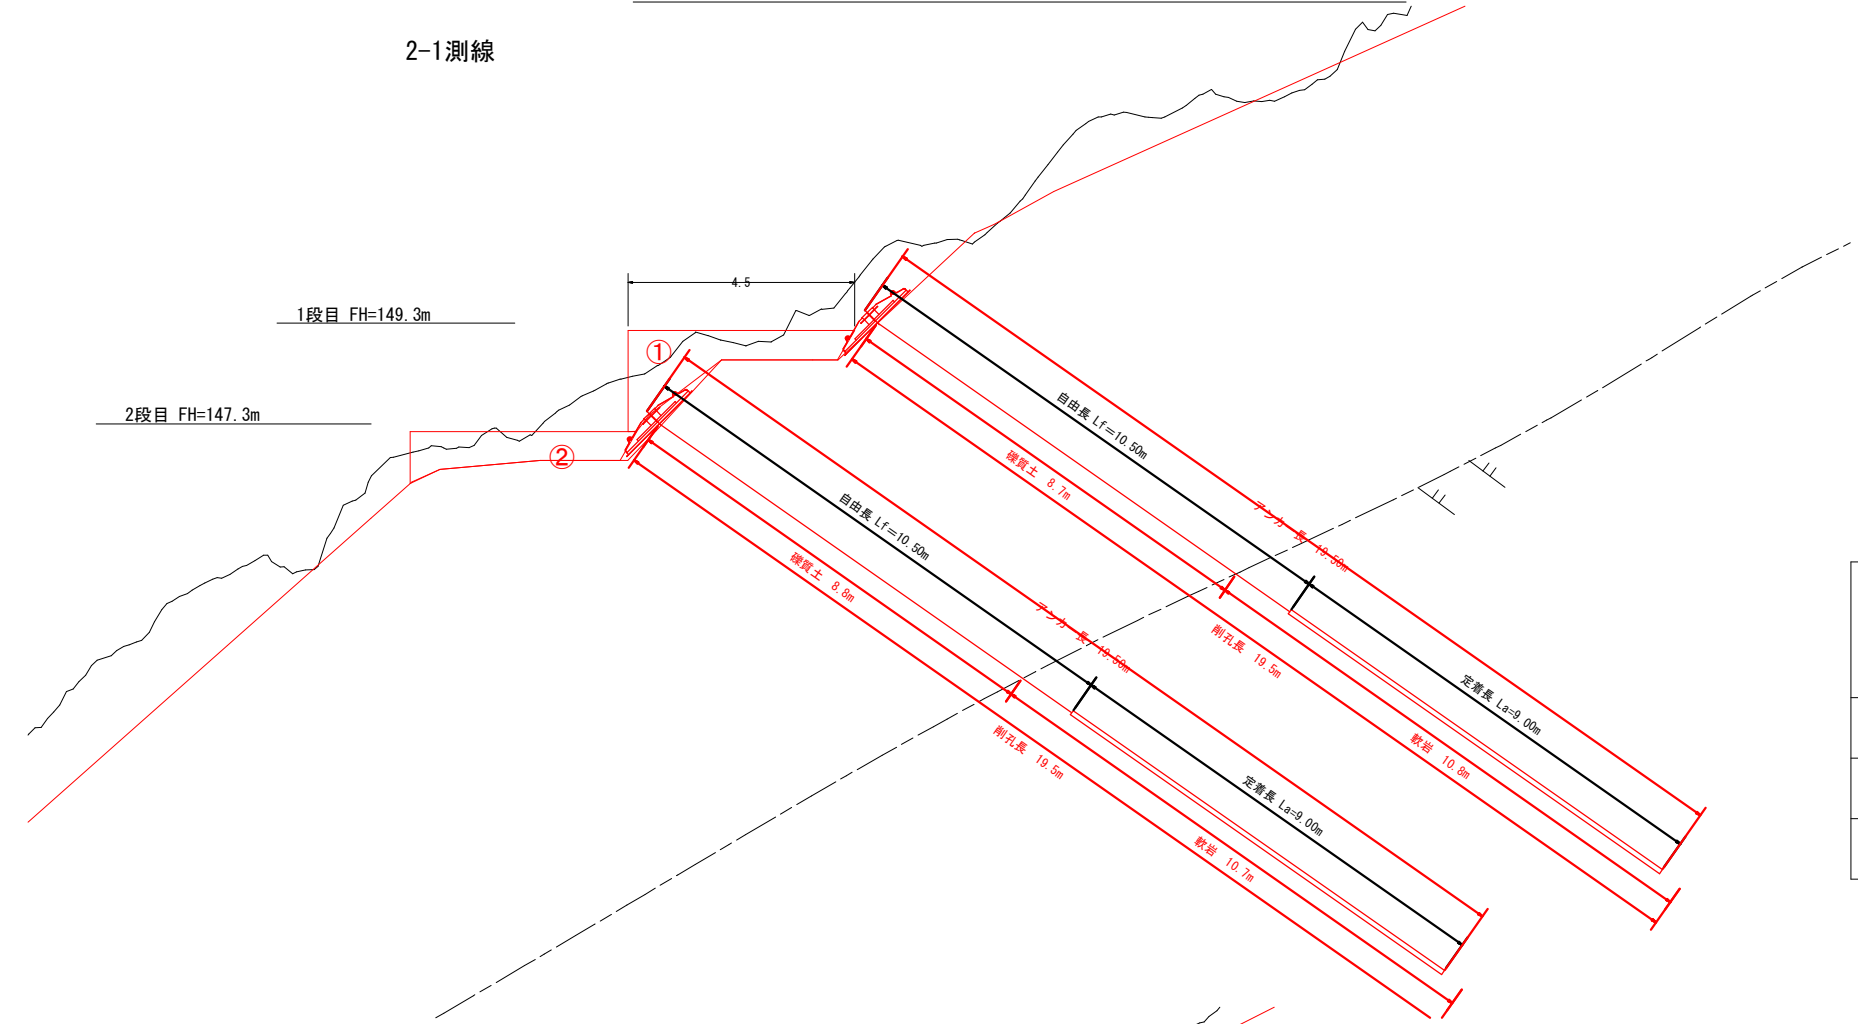 2-1測線
4.5
1段目 FH=149.3m
①
2段目 FH=147.3m
②
自由長 Lf=10.50m
礫質土 8.7m
アンカー長 19.50m
削孔長 19.5m
定着長 La=9.00m
軟岩 10.8m
自由長 Lf=10.50m
礫質土 8.8m
アンカー長 19.50m
削孔長 19.5m
定着長 La=9.00m
軟岩 10.7m